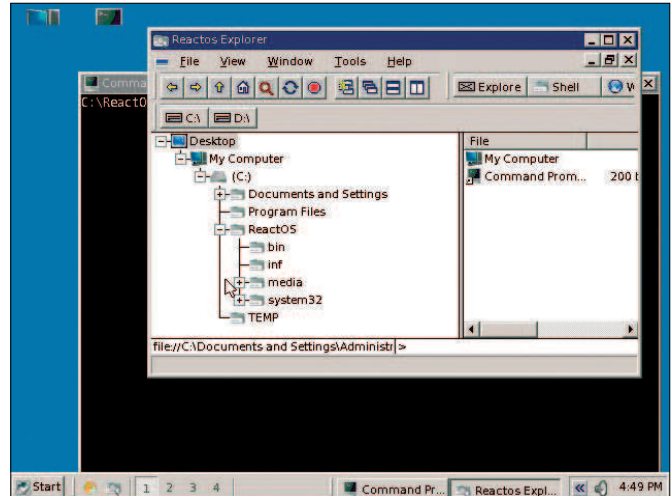 Reactos Explorer
File View Window Tools Help
Comma
C:\ReactO
Explore Shell W
C:\ D:\
Desktop
My Computer
(C:)
Documents and Settings
Program Files
ReactOS
bin
inf
media
system32
TEMP
File
My Computer
Command Prom... 200 b
file://C:\Documents and Settings\Administr >
Start 1 2 3 4 Command Pr... Reactos Expl... 4:49 PM